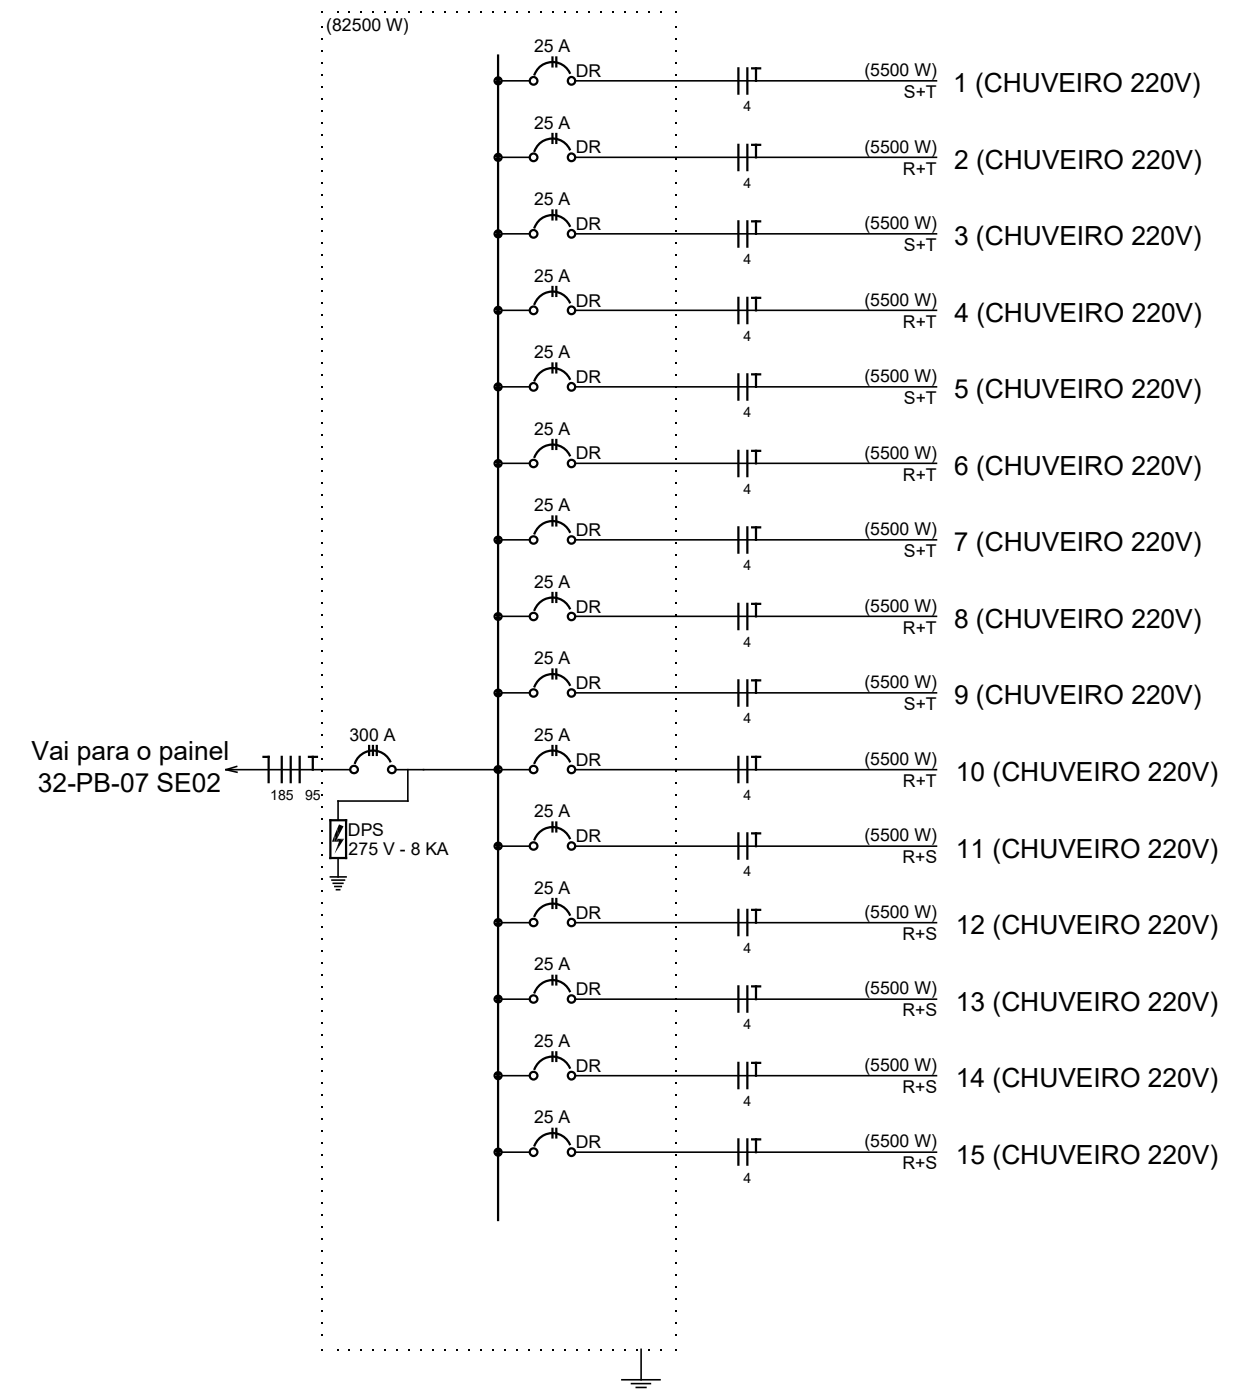 (82500 W)
25 A
DR
4
(5500 W)
S+T
1 (CHUVEIRO 220V)
25 A
DR
4
(5500 W)
R+T
2 (CHUVEIRO 220V)
25 A
DR
4
(5500 W)
S+T
3 (CHUVEIRO 220V)
25 A
DR
4
(5500 W)
R+T
4 (CHUVEIRO 220V)
25 A
DR
4
(5500 W)
S+T
5 (CHUVEIRO 220V)
25 A
DR
4
(5500 W)
R+T
6 (CHUVEIRO 220V)
25 A
DR
4
(5500 W)
S+T
7 (CHUVEIRO 220V)
25 A
DR
4
(5500 W)
R+T
8 (CHUVEIRO 220V)
25 A
DR
4
(5500 W)
S+T
9 (CHUVEIRO 220V)
Vai para o painel
32-PB-07 SE02
185
95
300 A
DPS
275 V - 8 KA
25 A
DR
4
(5500 W)
R+T
10 (CHUVEIRO 220V)
25 A
DR
4
(5500 W)
R+S
11 (CHUVEIRO 220V)
25 A
DR
4
(5500 W)
R+S
12 (CHUVEIRO 220V)
25 A
DR
4
(5500 W)
R+S
13 (CHUVEIRO 220V)
25 A
DR
4
(5500 W)
R+S
14 (CHUVEIRO 220V)
25 A
DR
4
(5500 W)
R+S
15 (CHUVEIRO 220V)